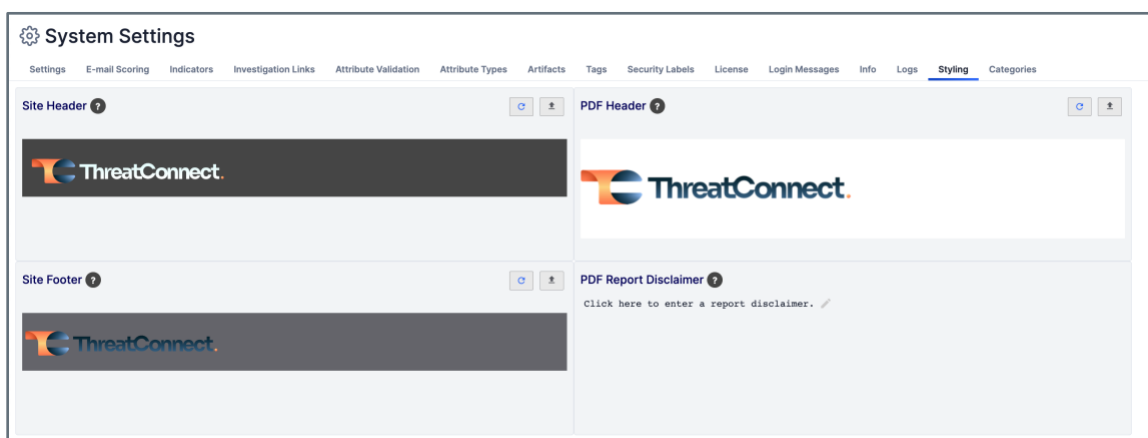 System Settings
Settings E-mail Scoring Indicators Investigation Links Attribute Validation Attribute Types Artifacts Tags Security Labels License Login Messages Info Logs Styling Categories
Site Header ?
PDF Header ?
ThreatConnect.
ThreatConnect.
Site Footer ?
PDF Report Disclaimer ?
Click here to enter a report disclaimer.
ThreatConnect.